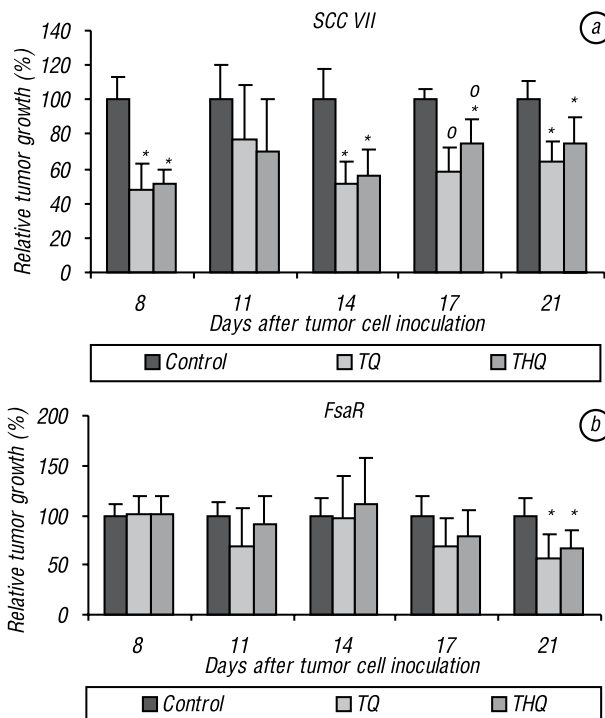 SCC VII
a
Relative tumor growth (%)
140
120
100
80
60
40
20
0
* *
* *
o o *
* *
8 11 14 17 21
Days after tumor cell inoculation
Control TQ THQ
FsaR
b
Relative tumor growth (%)
200
150
100
50
0
* *
8 11 14 17 21
Days after tumor cell inoculation
Control TQ THQ